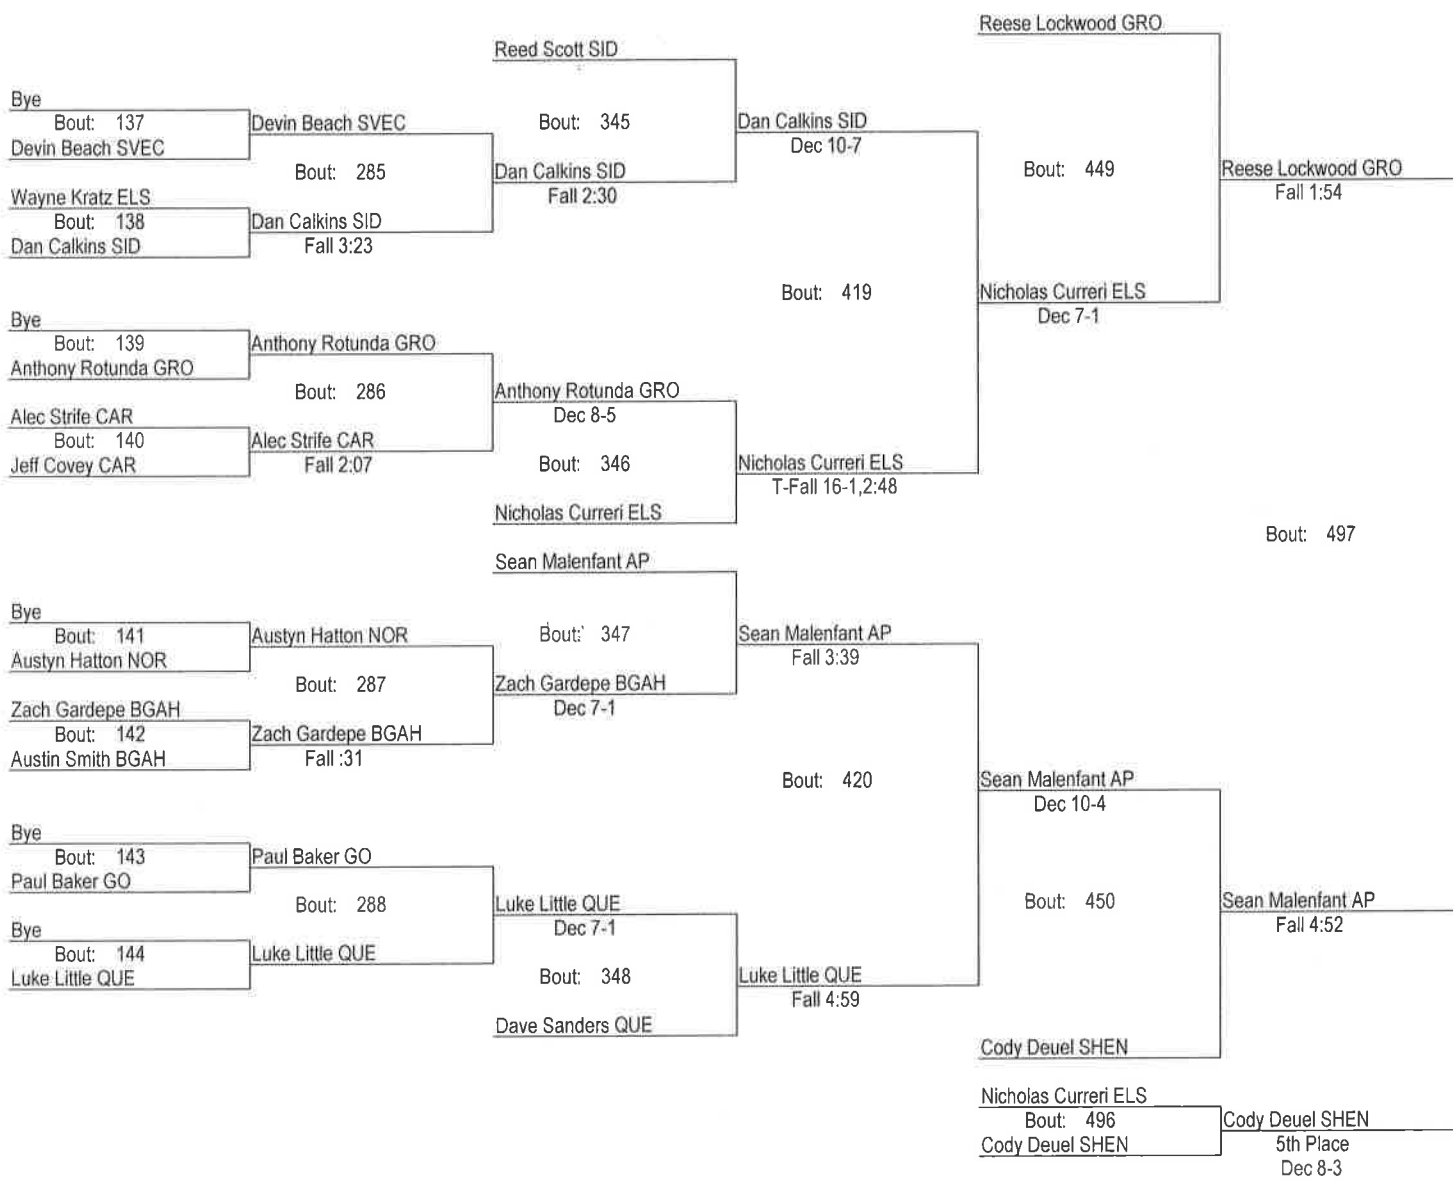 Reese Lockwood GRO
Reed Scott SID
Bye
Bout: 137
Devin Beach SVEC
Devin Beach SVEC
Bout: 345
Dan Calkins SID
Dec 10-7
Bout: 449
Reese Lockwood GRO
Fall 1:54
Bout: 285
Dan Calkins SID
Fall 2:30
Wayne Kratz ELS
Bout: 138
Dan Calkins SID
Dan Calkins SID
Fall 3:23
Bout: 419
Nicholas Curreri ELS
Dec 7-1
Bye
Bout: 139
Anthony Rotunda GRO
Anthony Rotunda GRO
Bout: 286
Anthony Rotunda GRO
Dec 8-5
Alec Strife CAR
Bout: 140
Jeff Covey CAR
Alec Strife CAR
Fall 2:07
Bout: 346
Nicholas Curreri ELS
T-Fall 16-1,2:48
Nicholas Curreri ELS
Bout: 497
Sean Malenfant AP
Bye
Bout: 141
Austyn Hatton NOR
Austyn Hatton NOR
Bout: 347
Sean Malenfant AP
Fall 3:39
Bout: 287
Zach Gardepe BGAH
Dec 7-1
Zach Gardepe BGAH
Bout: 142
Austin Smith BGAH
Zach Gardepe BGAH
Fall :31
Bout: 420
Sean Malenfant AP
Dec 10-4
Bye
Bout: 143
Paul Baker GO
Paul Baker GO
Bout: 288
Luke Little QUE
Dec 7-1
Bout: 450
Sean Malenfant AP
Fall 4:52
Bye
Bout: 144
Luke Little QUE
Luke Little QUE
Bout: 348
Luke Little QUE
Fall 4:59
Dave Sanders QUE
Cody Deuel SHEN
Nicholas Curreri ELS
Bout: 496
Cody Deuel SHEN
Cody Deuel SHEN
5th Place
Dec 8-3